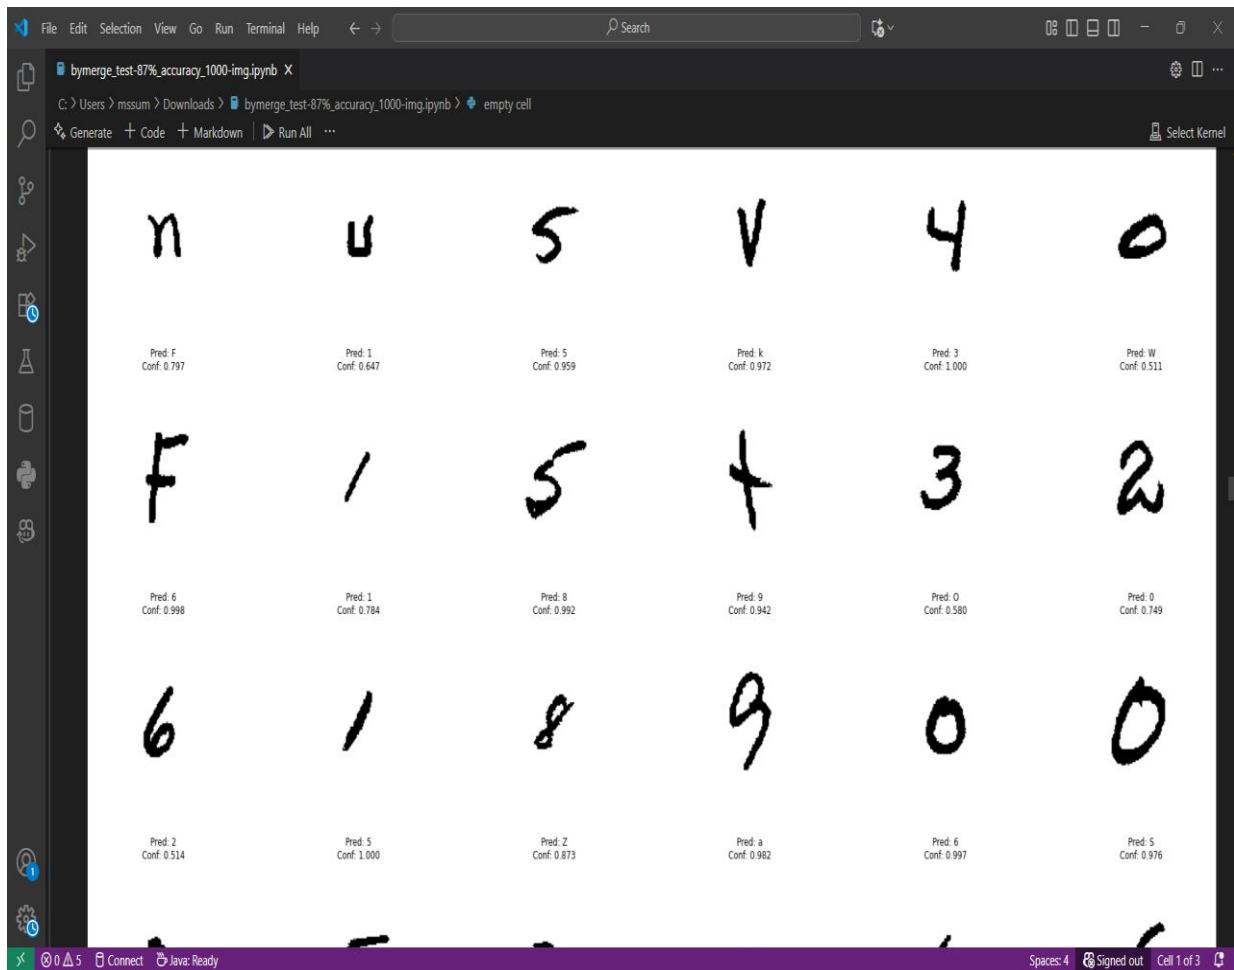 File Edit Selection View Go Run Terminal Help Search
bymerge_test-87%_accuracy_1000-img.ipynb
C: > Users > mssum > Downloads > bymerge_test-87%_accuracy_1000-img.ipynb > empty cell
Generate + Code + Markdown Run All ... Select Kernel
n u 5 V 4 0
Pred: F Pred: 1 Pred: 5 Pred: k Pred: 3 Pred: W
Conf: 0.797 Conf: 0.647 Conf: 0.959 Conf: 0.972 Conf: 1.000 Conf: 0.511
F 1 5 t 3 2
Pred: 6 Pred: 1 Pred: 8 Pred: 9 Pred: O Pred: 0
Conf: 0.998 Conf: 0.784 Conf: 0.992 Conf: 0.942 Conf: 0.580 Conf: 0.749
6 1 8 9 0 0
Pred: 2 Pred: 5 Pred: Z Pred: a Pred: 6 Pred: S
Conf: 0.514 Conf: 1.000 Conf: 0.873 Conf: 0.982 Conf: 0.997 Conf: 0.976
0 5 Connect Java: Ready Spaces: 4 Signed out Cell 1 of 3